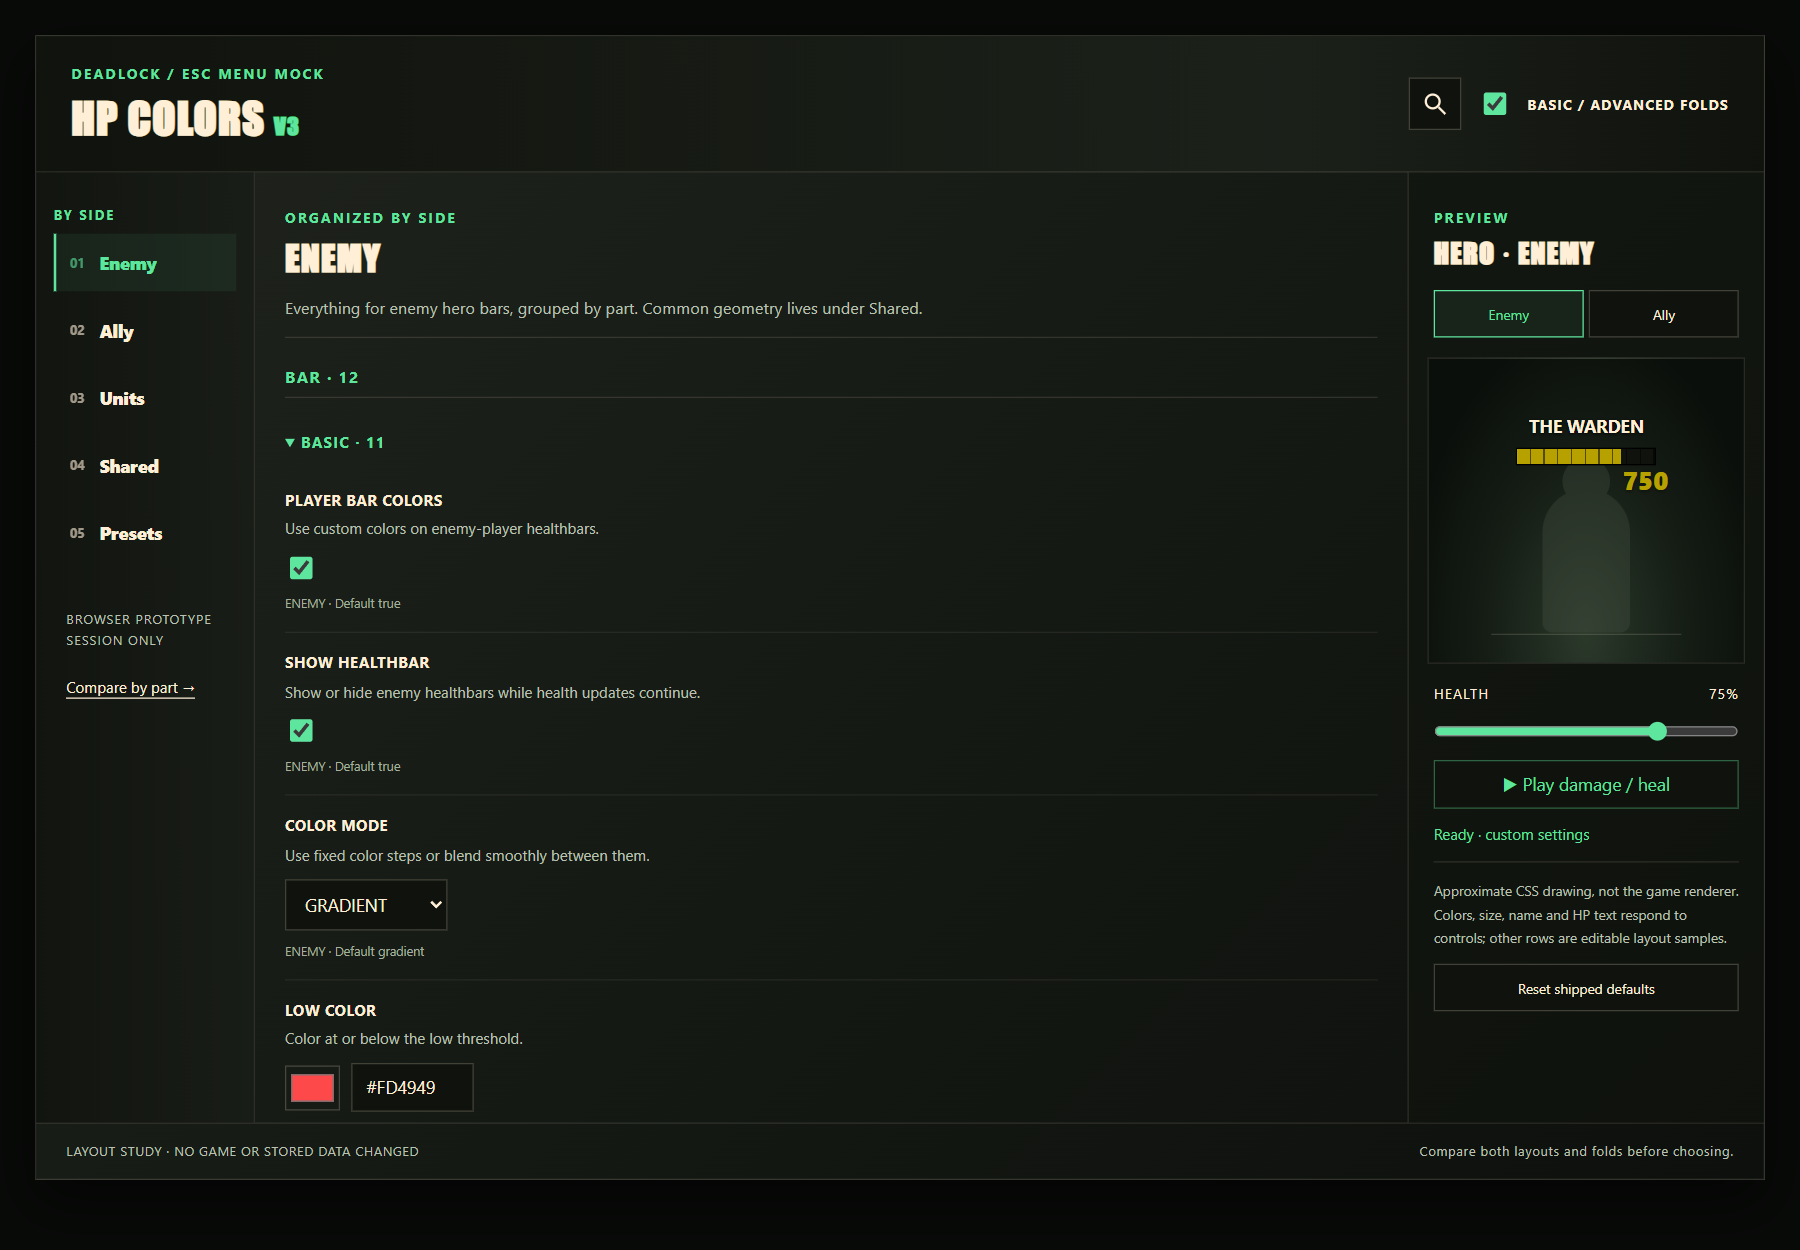 DEADLOCK / ESC MENU MOCK
HP COLORS V3
BASIC / ADVANCED FOLDS
BY SIDE
01 Enemy
02 Ally
03 Units
04 Shared
05 Presets
BROWSER PROTOTYPE
SESSION ONLY
Compare by part →
ORGANIZED BY SIDE
ENEMY
Everything for enemy hero bars, grouped by part. Common geometry lives under Shared.
BAR · 12
▼ BASIC · 11
PLAYER BAR COLORS
Use custom colors on enemy-player healthbars.
ENEMY · Default true
SHOW HEALTHBAR
Show or hide enemy healthbars while health updates continue.
ENEMY · Default true
COLOR MODE
Use fixed color steps or blend smoothly between them.
GRADIENT
ENEMY · Default gradient
LOW COLOR
Color at or below the low threshold.
#FD4949
PREVIEW
HERO · ENEMY
Enemy Ally
THE WARDEN
750
HEALTH 75%
▶ Play damage / heal
Ready · custom settings
Approximate CSS drawing, not the game renderer.
Colors, size, name and HP text respond to
controls; other rows are editable layout samples.
Reset shipped defaults
LAYOUT STUDY · NO GAME OR STORED DATA CHANGED
Compare both layouts and folds before choosing.